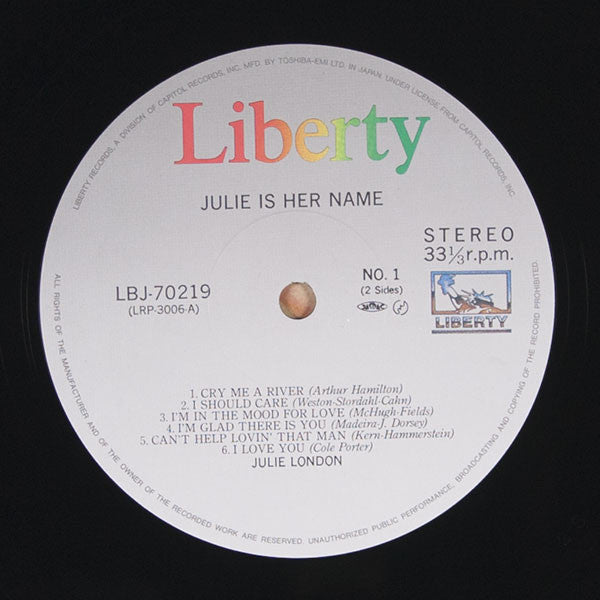 LIBERTY RECORDS, A DIVISION OF CAPITOL RECORDS, INC. MFD. BY TOSHIBA-EMI LTD. IN JAPAN, UNDER LICENSE FROM CAPITOL RECORDS, INC
Liberty
JULIE IS HER NAME
STEREO
33⅓r.p.m.
LBJ-70219
(LRP-3006-A)
NO. 1
(2 Sides)
LIBERTY
1. CRY ME A RIVER (Arthur Hamilton)
2. I SHOULD CARE (Weston-Stordahl-Cahn)
3. I'M IN THE MOOD FOR LOVE (McHugh-Fields)
4. I'M GLAD THERE IS YOU (Madeira-J. Dorsey)
5. CAN'T HELP LOVIN' THAT MAN (Kern-Hammerstein)
6. I LOVE YOU (Cole Porter)
JULIE LONDON
ALL RIGHTS OF THE MANUFACTURER AND OF THE OWNER OF THE RECORDED WORK ARE RESERVED. UNAUTHORIZED PUBLIC PERFORMANCE, BROADCASTING AND COPYING OF THE RECORD PROHIBITED.